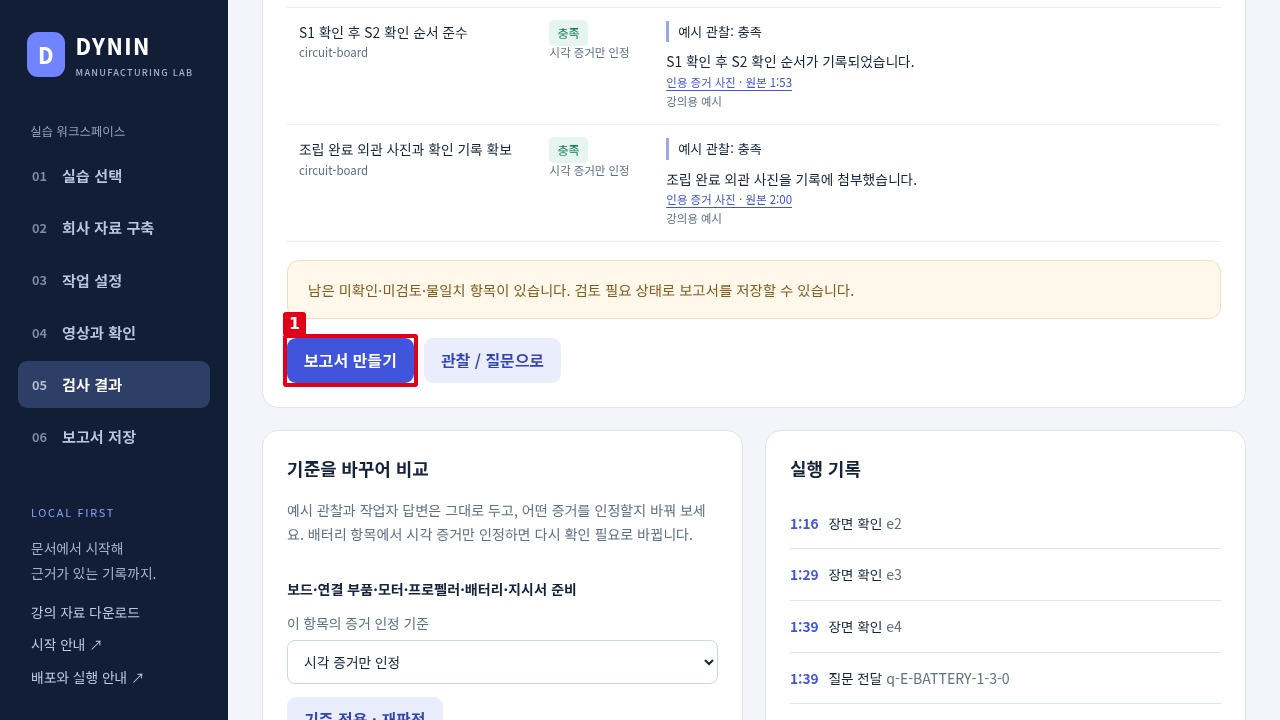 D
DYNIN
MANUFACTURING LAB
실습 워크스페이스
01 실습 선택
02 회사 자료 구축
03 작업 설정
04 영상과 확인
05 검사 결과
06 보고서 저장
LOCAL FIRST
문서에서 시작해
근거가 있는 기록까지.
강의 자료 다운로드
시작 안내 ↗
배포와 실행 안내 ↗
S1 확인 후 S2 확인 순서 준수
circuit-board
충족
시각 증거만 인정
예시 관찰: 충족
S1 확인 후 S2 확인 순서가 기록되었습니다.
인용 증거 사진 · 원본 1:53
강의용 예시
조립 완료 외관 사진과 확인 기록 확보
circuit-board
충족
시각 증거만 인정
예시 관찰: 충족
조립 완료 외관 사진을 기록에 첨부했습니다.
인용 증거 사진 · 원본 2:00
강의용 예시
남은 미확인·미검토·불일치 항목이 있습니다. 검토 필요 상태로 보고서를 저장할 수 있습니다.
1
보고서 만들기
관찰 / 질문으로
기준을 바꾸어 비교
예시 관찰과 작업자 답변은 그대로 두고, 어떤 증거를 인정할지 바꿔 보세
요. 배터리 항목에서 시각 증거만 인정하면 다시 확인 필요로 바뀝니다.
보드·연결 부품·모터·프로펠러·배터리·지시서 준비
이 항목의 증거 인정 기준
시각 증거만 인정
기준 적용 · 재판정
실행 기록
1:16 장면 확인 e2
1:29 장면 확인 e3
1:39 장면 확인 e4
1:39 질문 전달 q-E-BATTERY-1-3-0